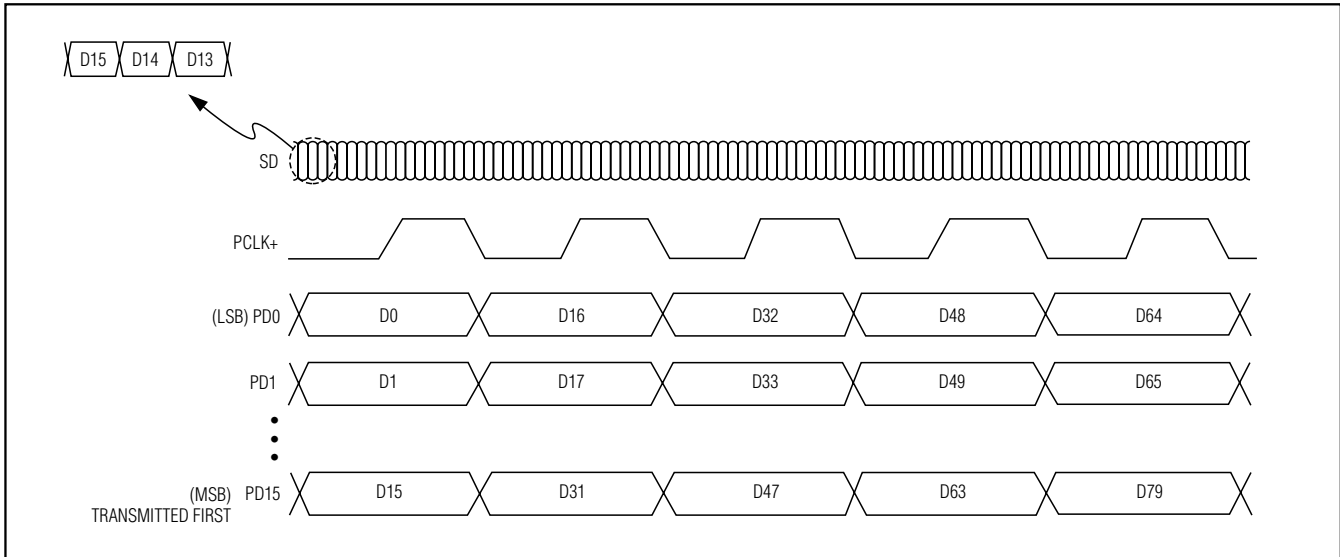 D15 D14 D13
SD
PCLK+
(LSB) PD0 D0 D16 D32 D48 D64
PD1 D1 D17 D33 D49 D65
(MSB) PD15 D15 D31 D47 D63 D79
TRANSMITTED FIRST